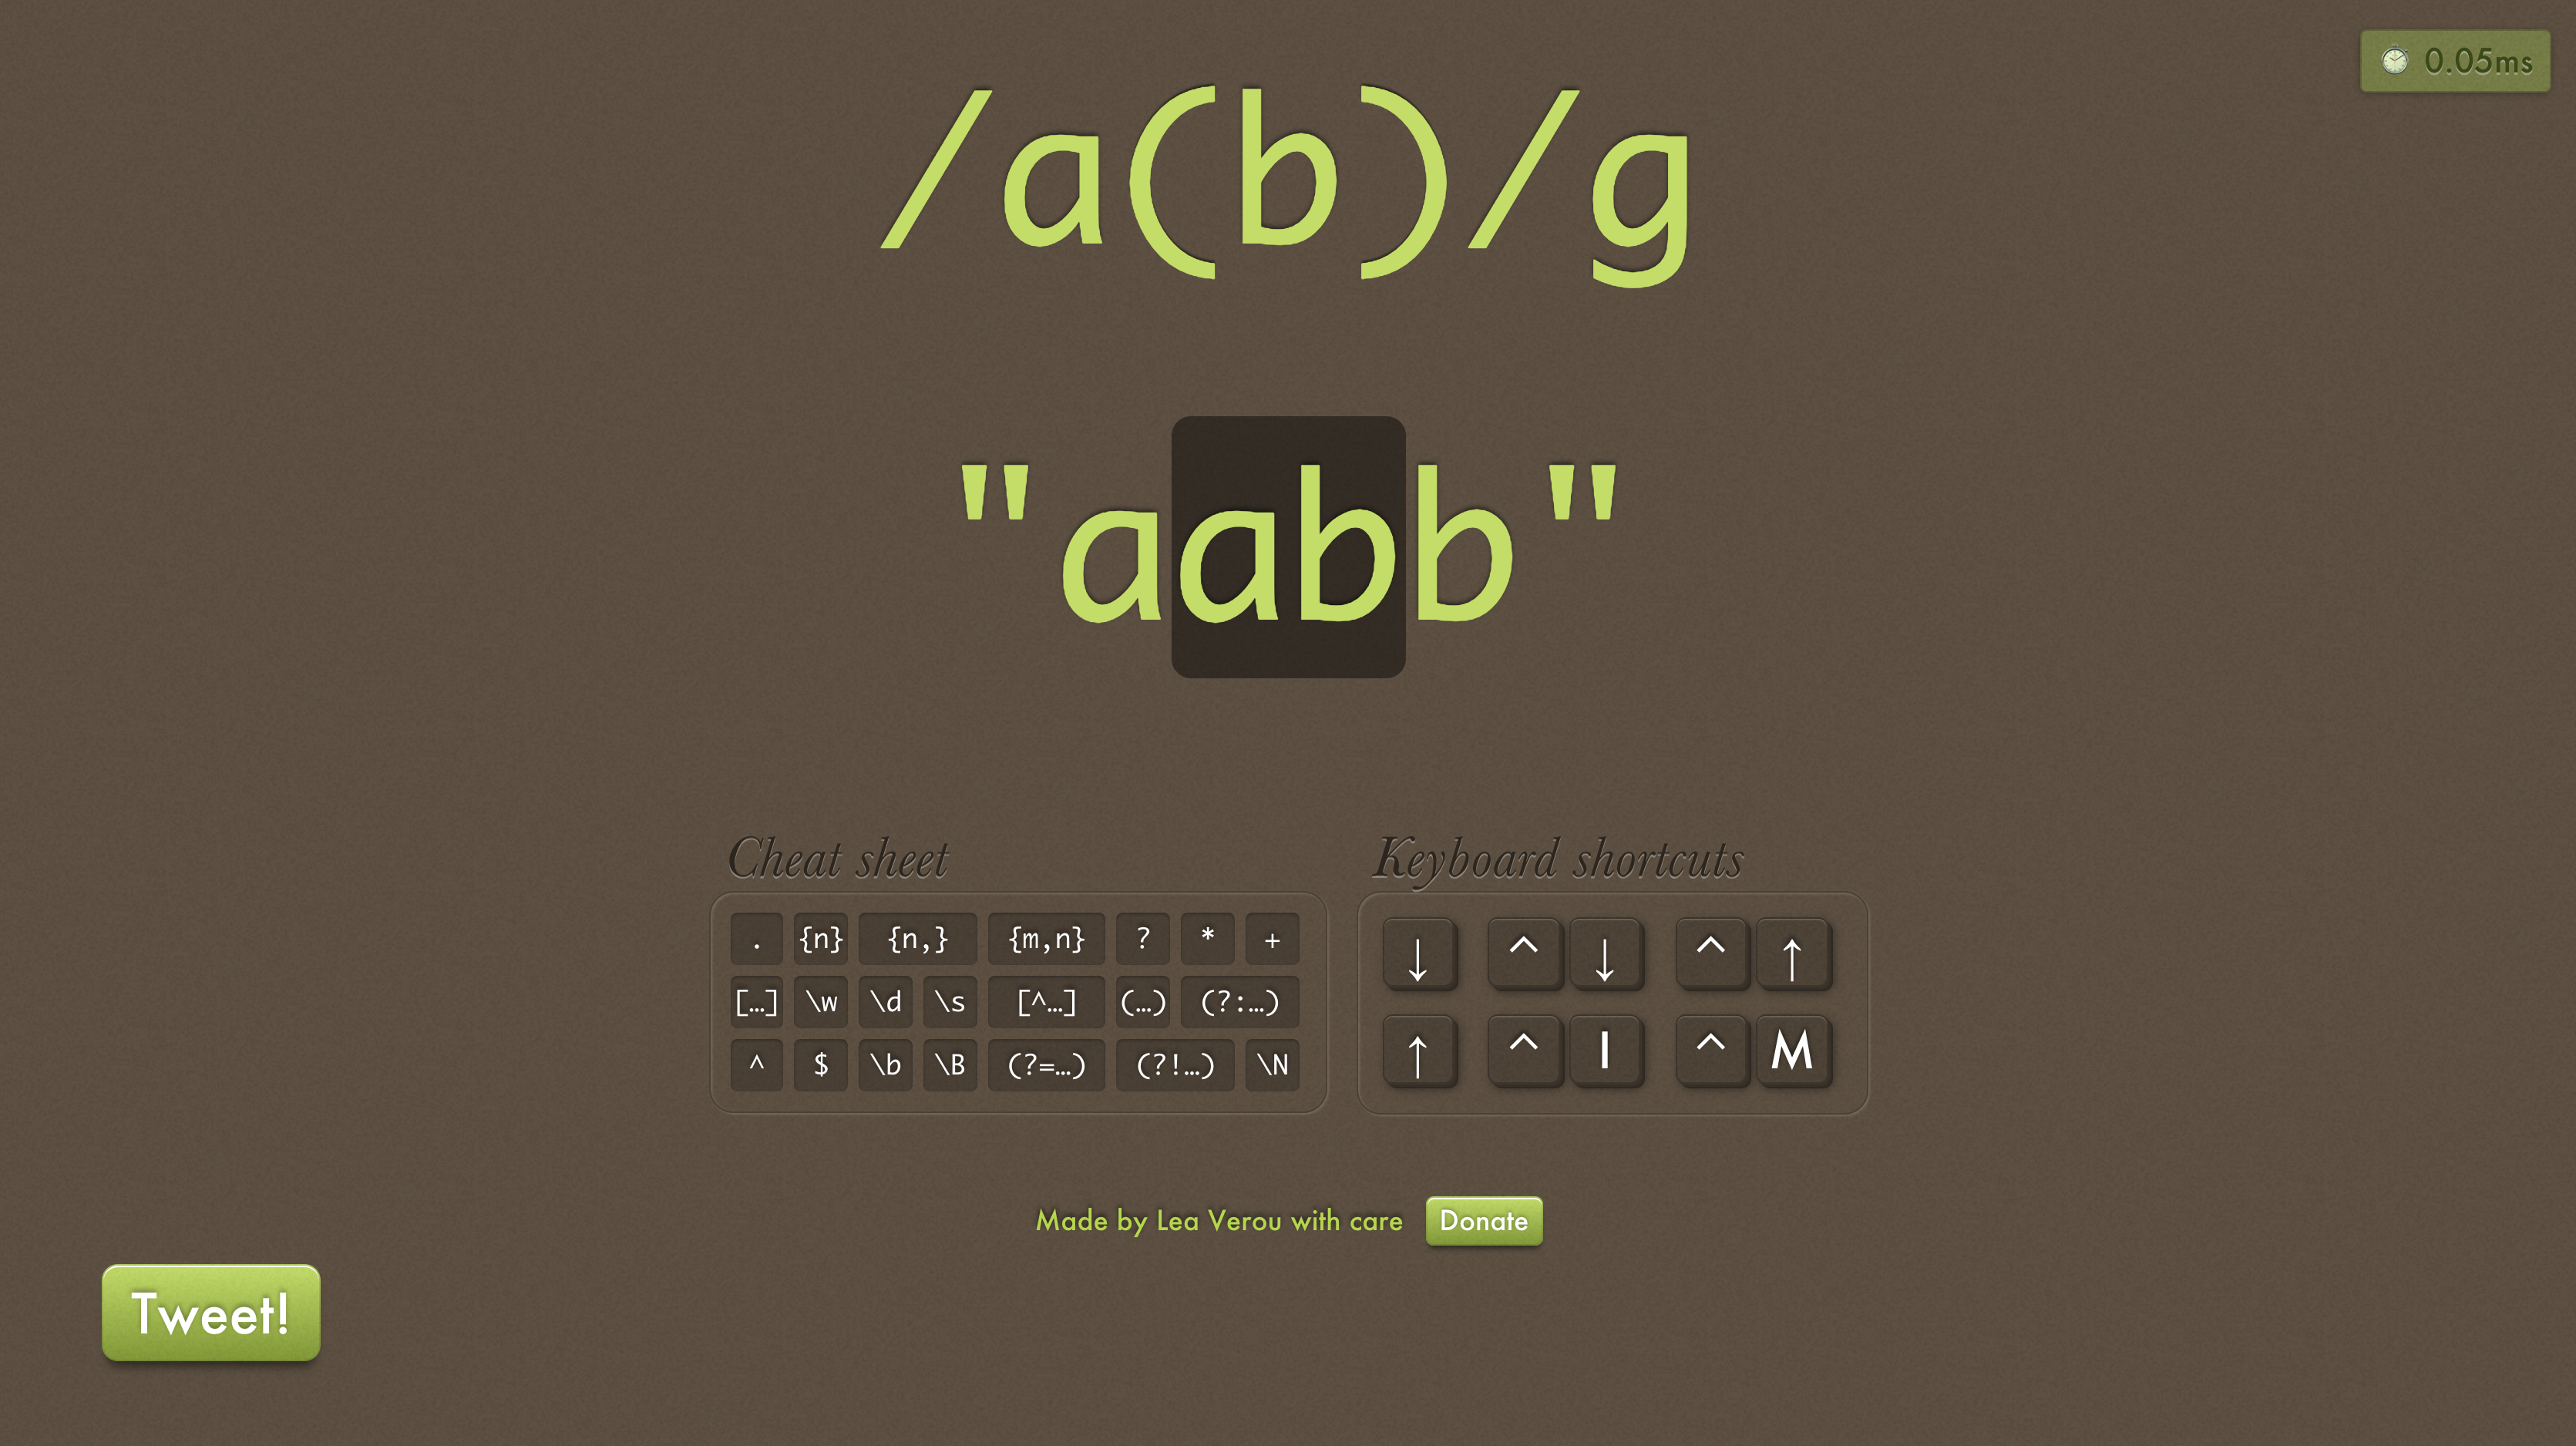 0.05ms
/a(b)/g
"aabb"
Cheat sheet
. {n} {n,} {m,n} ? * +
[…] \w \d \s [^…] (…) (?:…)
^ $ \b \B (?=…) (?!…) \N
Keyboard shortcuts
↓ ^ ↓ ^ ↑
↑ ^ I ^ M
Made by Lea Verou with care Donate
Tweet!